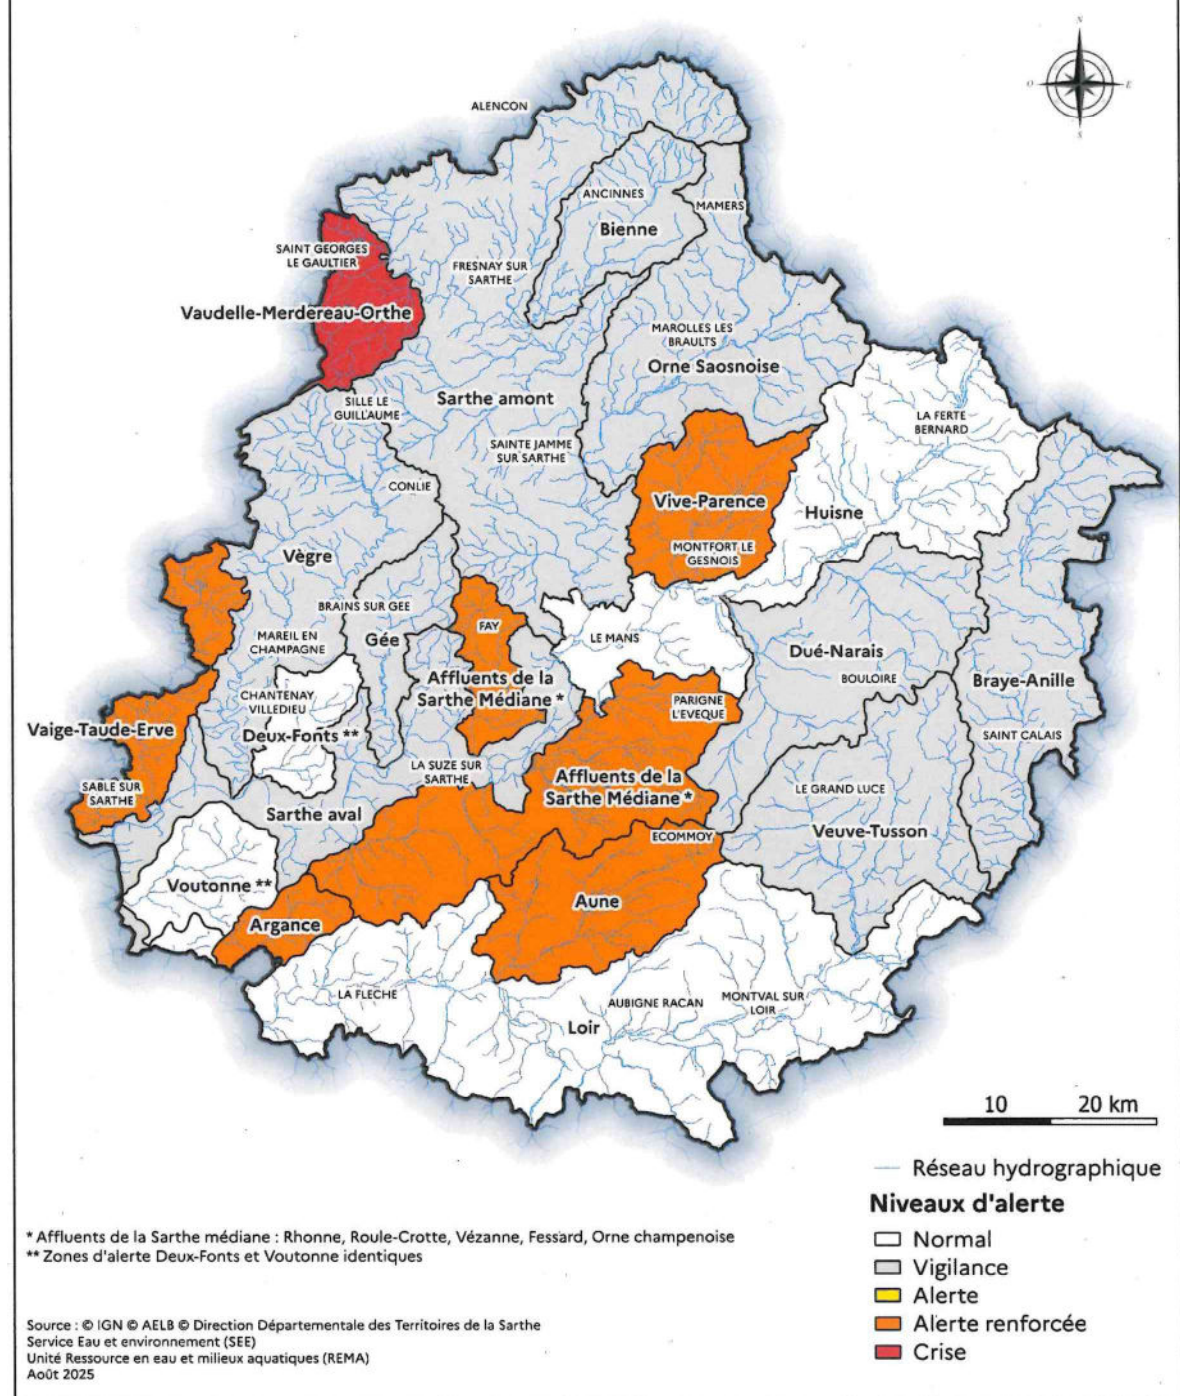 N
O
E
S
ALENCON
ANCINNES
MAMERS
Bienne
SAINT GEORGES
LE GAULTIER
FRESNAY SUR
SARTHE
Vaudelle-Merdereau-Orthe
MAROLLES LES
BRAULTS
Orne Saosnoise
SILLE LE
GUILLAUME
Sarthe amont
LA FERTE
BERNARD
SAINTE JAMME
SUR SARTHE
CONLIE
Vive-Parence
Huisne
MONTFORT LE
GESNOIS
Vègre
BRAINS SUR GEE
FAY
MAREIL EN
CHAMPAGNE
Gée
LE MANS
Dué-Narais
BOULOIRE
Braye-Anille
Affluents de la
Sarthe Médiane *
CHANTENAY
VILLEDIEU
PARIGNE
L'EVEQUE
Vaige-Taude-Erve
Deux-Fonts **
SAINT CALAIS
LA SUZE SUR
SARTHE
Affluents de la
Sarthe Médiane *
SABLE SUR
SARTHE
LE GRAND LUCE
Sarthe aval
ECOMMOY
Veuve-Tusson
Voutonne **
Aune
Argance
LA FLECHE
AUBIGNE RACAN
MONTVAL SUR
LOIR
Loir
10 20 km
Réseau hydrographique
Niveaux d'alerte
Normal
Vigilance
Alerte
Alerte renforcée
Crise
* Affluents de la Sarthe médiane : Rhonne, Roule-Crotte, Vézanne, Fessard, Orne champenoise
** Zones d'alerte Deux-Fonts et Voutonne identiques
Source : © IGN © AELB © Direction Départementale des Territoires de la Sarthe
Service Eau et environnement (SEE)
Unité Ressource en eau et milieux aquatiques (REMA)
Août 2025